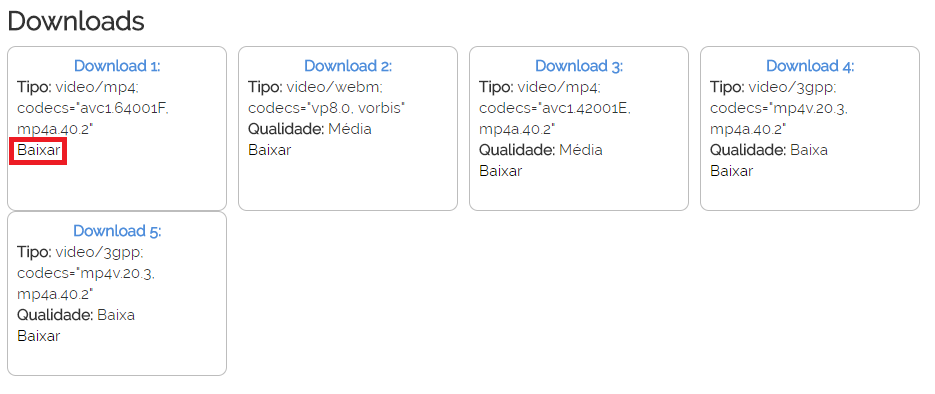 Downloads
Download 1:
Tipo: video/mp4;
codecs="avc1.64001F,
mp4a.40.2"
Baixar
Download 2:
Tipo: video/webm;
codecs="vp8.0, vorbis"
Qualidade: Média
Baixar
Download 3:
Tipo: video/mp4;
codecs="avc1.42001E,
mp4a.40.2"
Qualidade: Média
Baixar
Download 4:
Tipo: video/3gpp;
codecs="mp4v.20.3,
mp4a.40.2"
Qualidade: Baixa
Baixar
Download 5:
Tipo: video/3gpp;
codecs="mp4v.20.3,
mp4a.40.2"
Qualidade: Baixa
Baixar